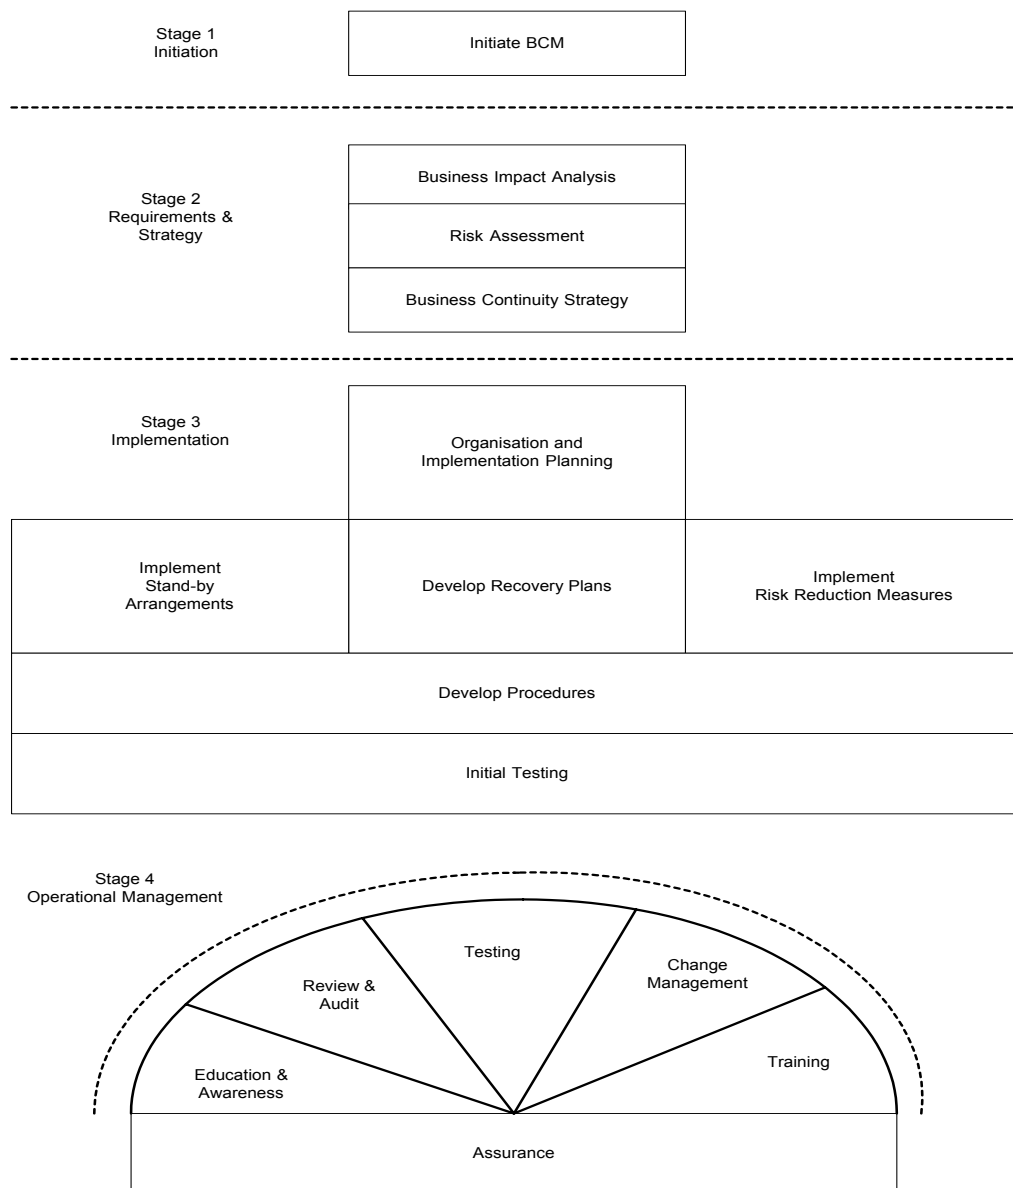 Stage 1
Initiation
Initiate BCM
Stage 2
Requirements &
Strategy
Business Impact Analysis
Risk Assessment
Business Continuity Strategy
Stage 3
Implementation
Organisation and
Implementation Planning
Implement
Stand-by
Arrangements
Develop Recovery Plans
Implement
Risk Reduction Measures
Develop Procedures
Initial Testing
Stage 4
Operational Management
Education &
Awareness
Review &
Audit
Testing
Change
Management
Training
Assurance